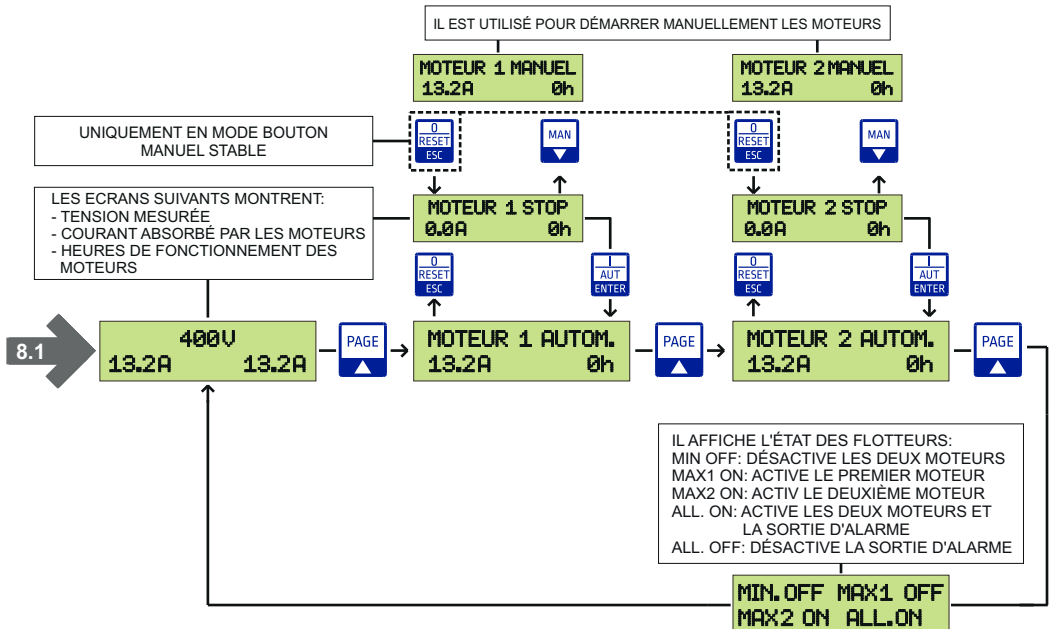 IL EST UTILISÉ POUR DÉMARRER MANUELLEMENT LES MOTEURS
MOTEUR 1 MANUEL
13.2A 0h
MOTEUR 2 MANUEL
13.2A 0h
UNIQUEMENT EN MODE BOUTON
MANUEL STABLE
0
RESET
ESC
MAN
0
RESET
ESC
MAN
LES ECRANS SUIVANTS MONTRENT:
- TENSION MESURÉE
- COURANT ABSORBÉ PAR LES MOTEURS
- HEURES DE FONCTIONNEMENT DES
MOTEURS
MOTEUR 1 STOP
0.0A 0h
MOTEUR 2 STOP
0.0A 0h
0
RESET
ESC
I
AUT
ENTER
0
RESET
ESC
I
AUT
ENTER
8.1
400V
13.2A 13.2A
PAGE
MOTEUR 1 AUTOM.
13.2A 0h
PAGE
MOTEUR 2 AUTOM.
13.2A 0h
PAGE
IL AFFICHE L'ÉTAT DES FLOTTEURS:
MIN OFF: DÉSACTIVE LES DEUX MOTEURS
MAX1 ON: ACTIVE LE PREMIER MOTEUR
MAX2 ON: ACTIV LE DEUXIÈME MOTEUR
ALL. ON: ACTIVE LES DEUX MOTEURS ET
LA SORTIE D'ALARME
ALL. OFF: DÉSACTIVE LA SORTIE D'ALARME
MIN.OFF MAX1 OFF
MAX2 ON ALL.ON